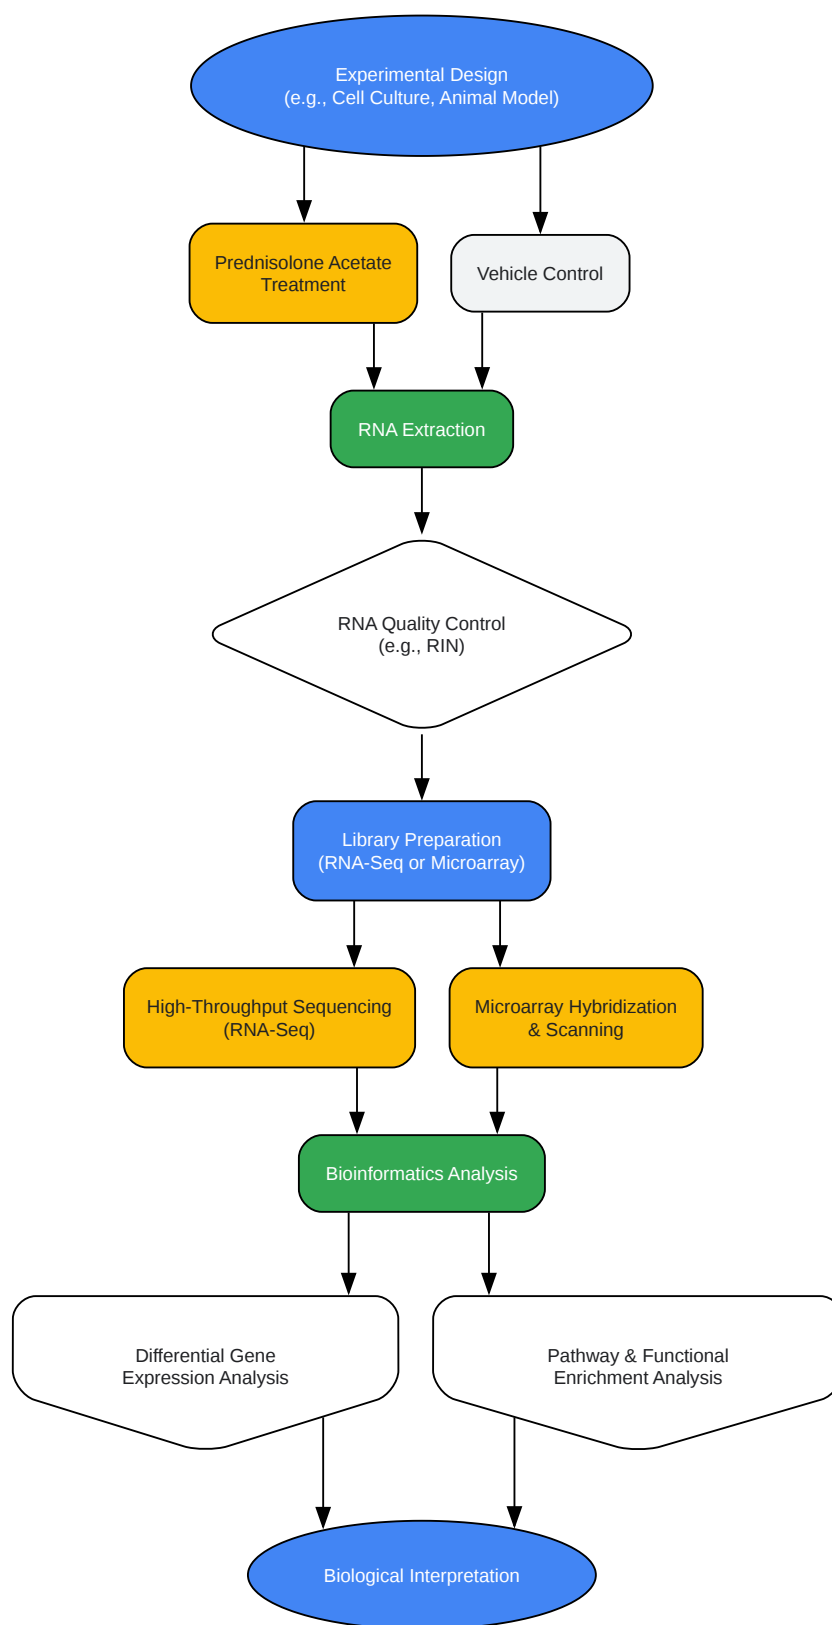 Experimental Design
(e.g., Cell Culture, Animal Model)
Prednisolone Acetate
Treatment
Vehicle Control
RNA Extraction
RNA Quality Control
(e.g., RIN)
Library Preparation
(RNA-Seq or Microarray)
High-Throughput Sequencing
(RNA-Seq)
Microarray Hybridization
& Scanning
Bioinformatics Analysis
Differential Gene
Expression Analysis
Pathway & Functional
Enrichment Analysis
Biological Interpretation